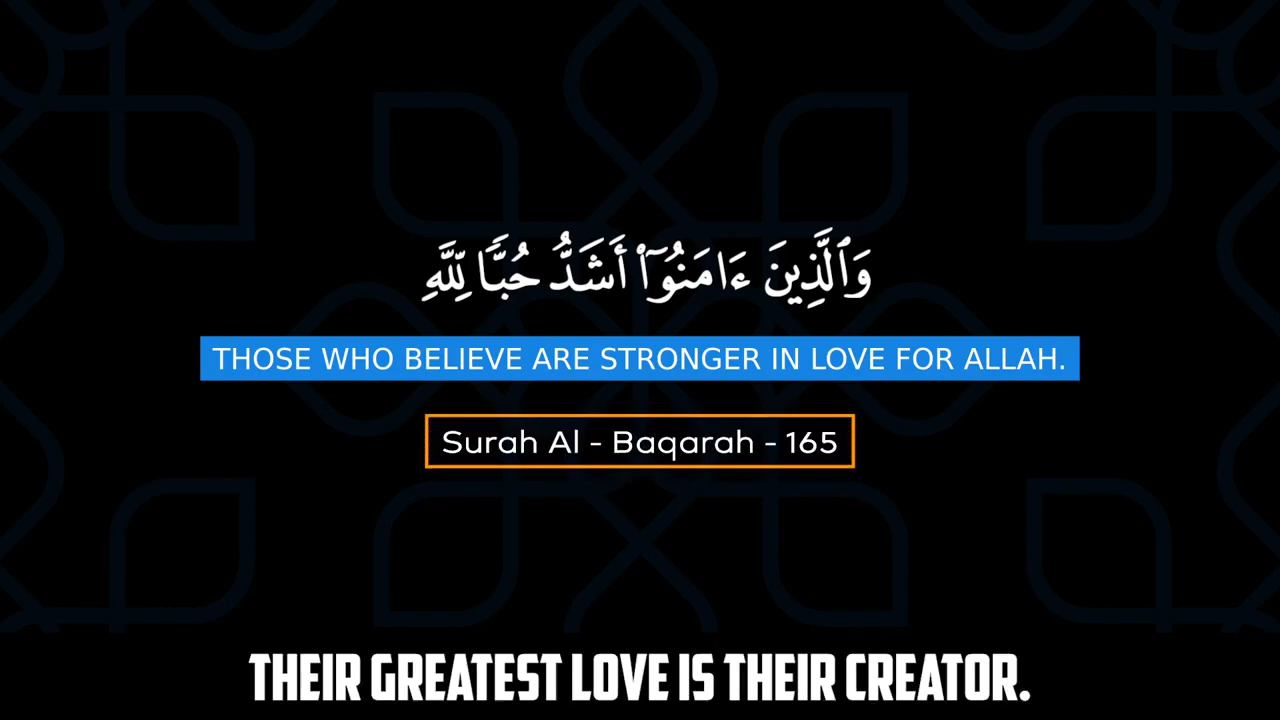 وَٱلَّذِينَ ءَامَنُوٓا۟ أَشَدُّ حُبًّا لِّلَّهِ
THOSE WHO BELIEVE ARE STRONGER IN LOVE FOR ALLAH.
Surah Al - Baqarah - 165
THEIR GREATEST LOVE IS THEIR CREATOR.